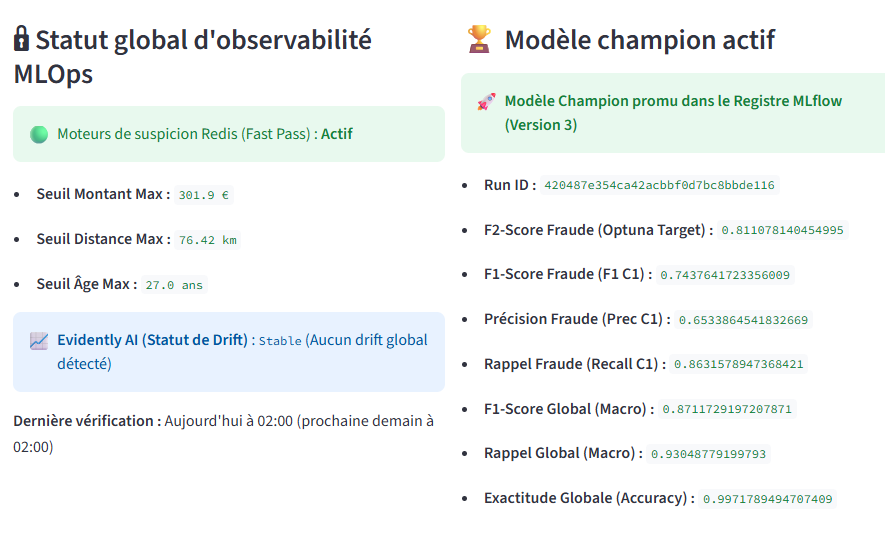 Statut global d'observabilité
MLOps
Moteurs de suspicion Redis (Fast Pass) : Actif
Seuil Montant Max : 301.9 €
Seuil Distance Max : 76.42 km
Seuil Âge Max : 27.0 ans
Evidently AI (Statut de Drift) : Stable (Aucun drift global
détecté)
Dernière vérification : Aujourd'hui à 02:00 (prochaine demain à
02:00)
Modèle champion actif
Modèle Champion promu dans le Registre MLflow
(Version 3)
Run ID : 420487e354ca42acbbf0d7bc8bbde116
F2-Score Fraude (Optuna Target) : 0.811078140454995
F1-Score Fraude (F1 C1) : 0.7437641723356009
Précision Fraude (Prec C1) : 0.6533864541832669
Rappel Fraude (Recall C1) : 0.8631578947368421
F1-Score Global (Macro) : 0.8711729197207871
Rappel Global (Macro) : 0.93048779199793
Exactitude Globale (Accuracy) : 0.9971789494707409